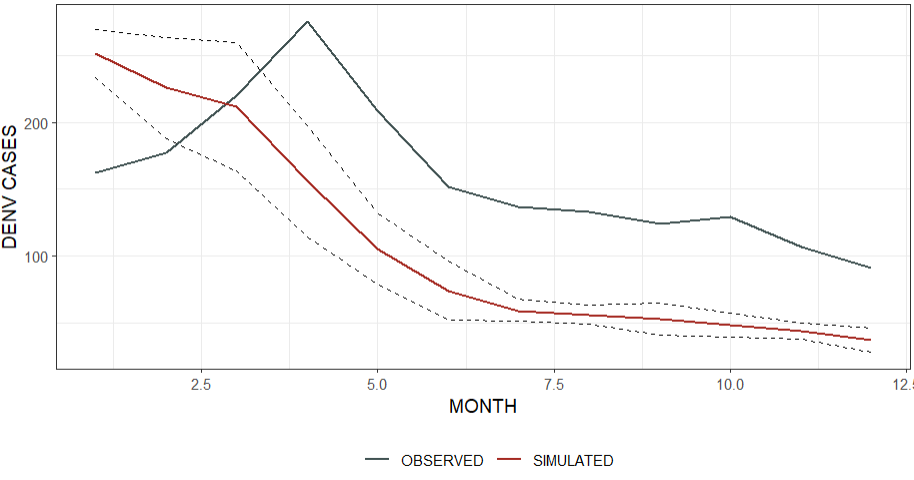 DENV CASES
200
100
2.5 5.0 7.5 10.0 12.5
MONTH
OBSERVED SIMULATED